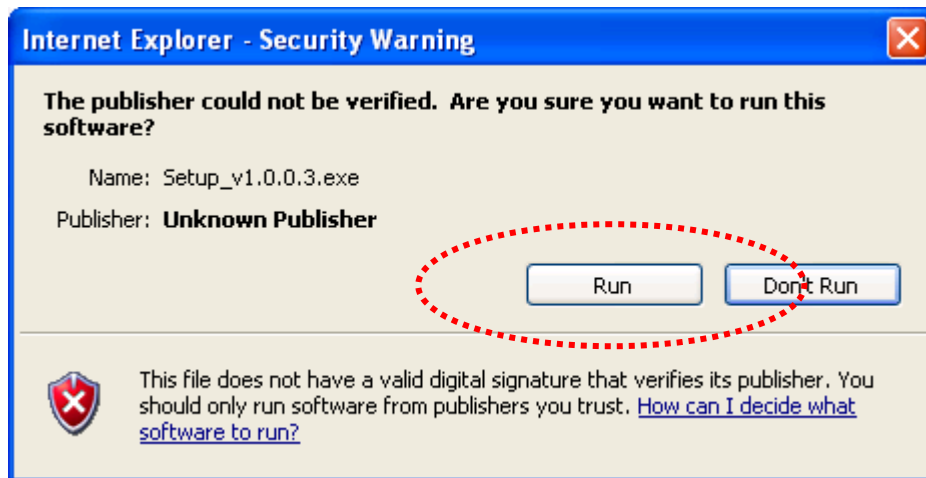 Internet Explorer - Security Warning
The publisher could not be verified.  Are you sure you want to run this
software?
Name: Setup_v1.0.0.3.exe
Publisher: Unknown Publisher
Run Don't Run
This file does not have a valid digital signature that verifies its publisher. You
should only run software from publishers you trust. How can I decide what
software to run?